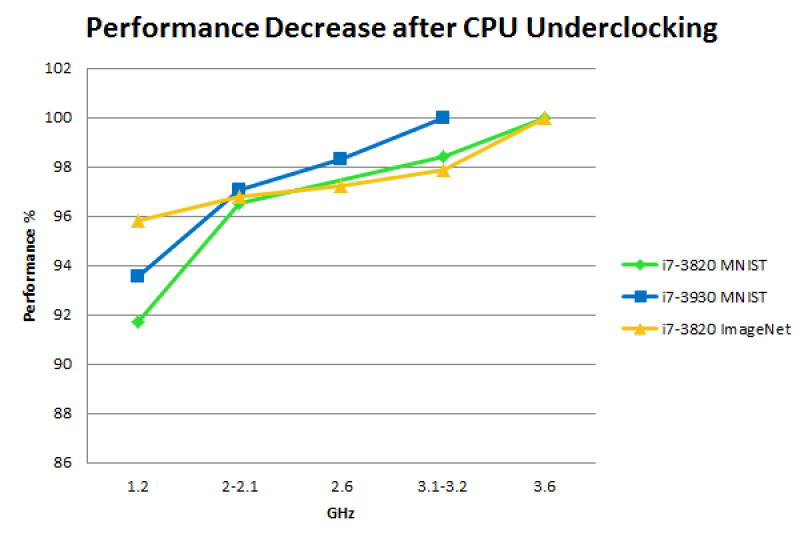 Performance Decrease after CPU Underclocking
102
100
98
96
94
92
90
88
86
Performance %
1.2
2-2.1
2.6
3.1-3.2
3.6
GHz
i7-3820 MNIST
i7-3930 MNIST
i7-3820 ImageNet